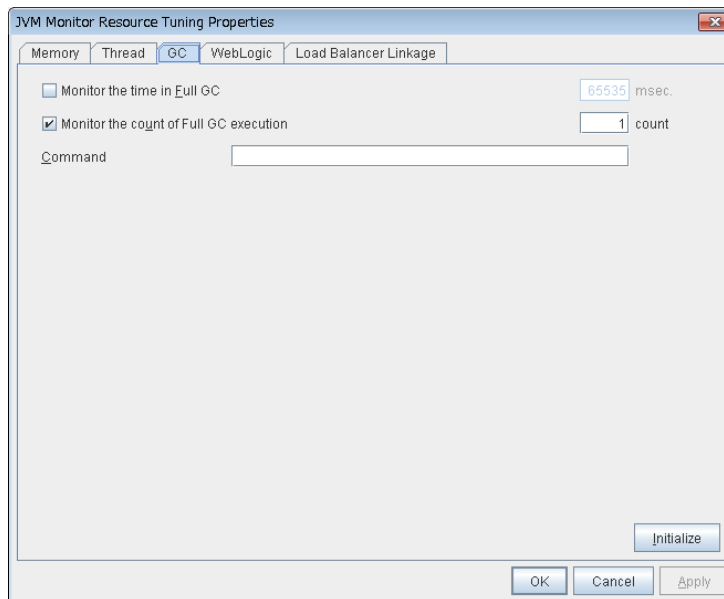 JVM Monitor Resource Tuning Properties
Memory Thread GC WebLogic Load Balancer Linkage
Monitor the time in Full GC 65535 msec.
Monitor the count of Full GC execution 1 count
Command
Initialize
OK Cancel Apply